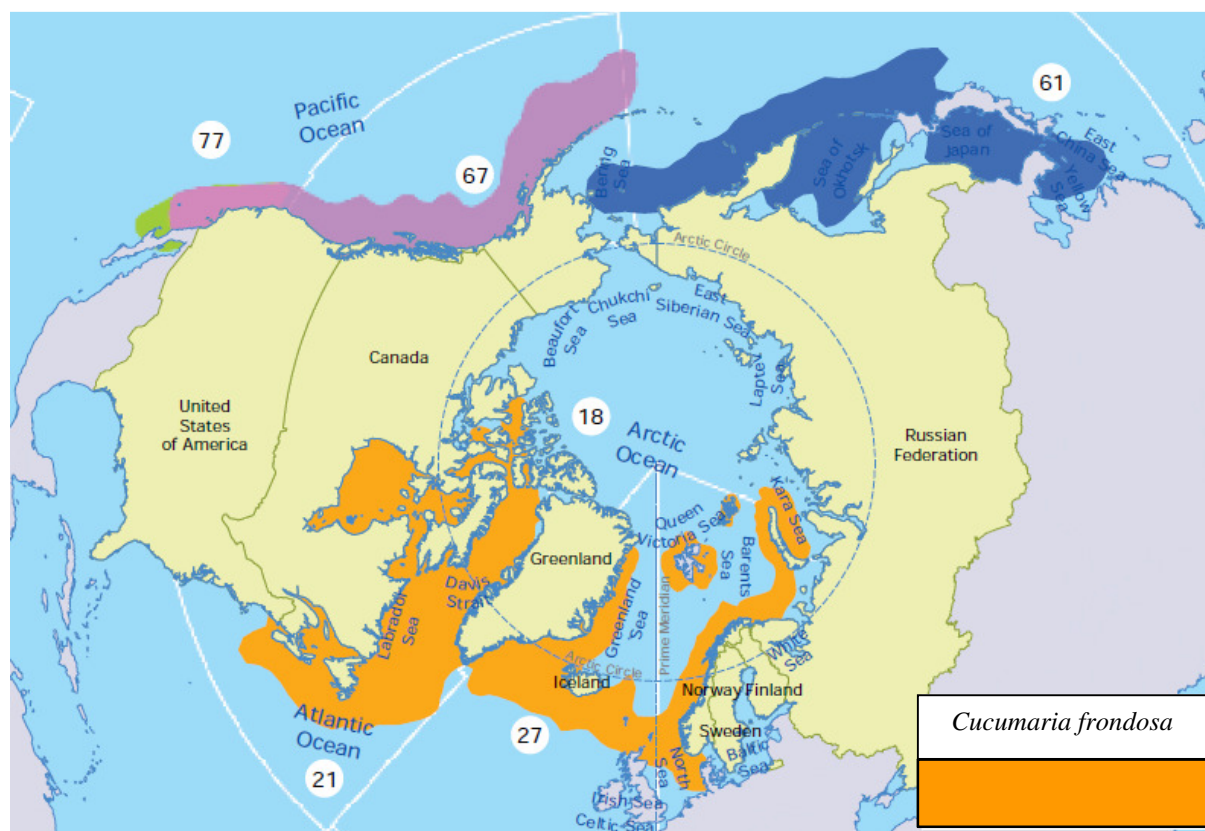 Pacific
Ocean
77
67
61
Bering
Sea
Sea of
Okhotsk
Sea of
Japan
East
China Sea
Yellow
Sea
Arctic Circle
Beaufort
Sea
Chukchi
Sea
East
Siberian Sea
Laptev
Sea
Canada
United
States
of America
18
Arctic
Ocean
Russian
Federation
Kara Sea
Queen
Victoria Sea
Barents
Sea
Greenland
Davis
Strait
Labrador
Sea
Greenland
Sea
Prime Meridian
White
Sea
Arctic Circle
Iceland
Norway
Finland
Sweden
Baltic
Sea
North
Sea
Atlantic
Ocean
27
21
Irish Sea
Celtic Sea
Cucumaria frondosa